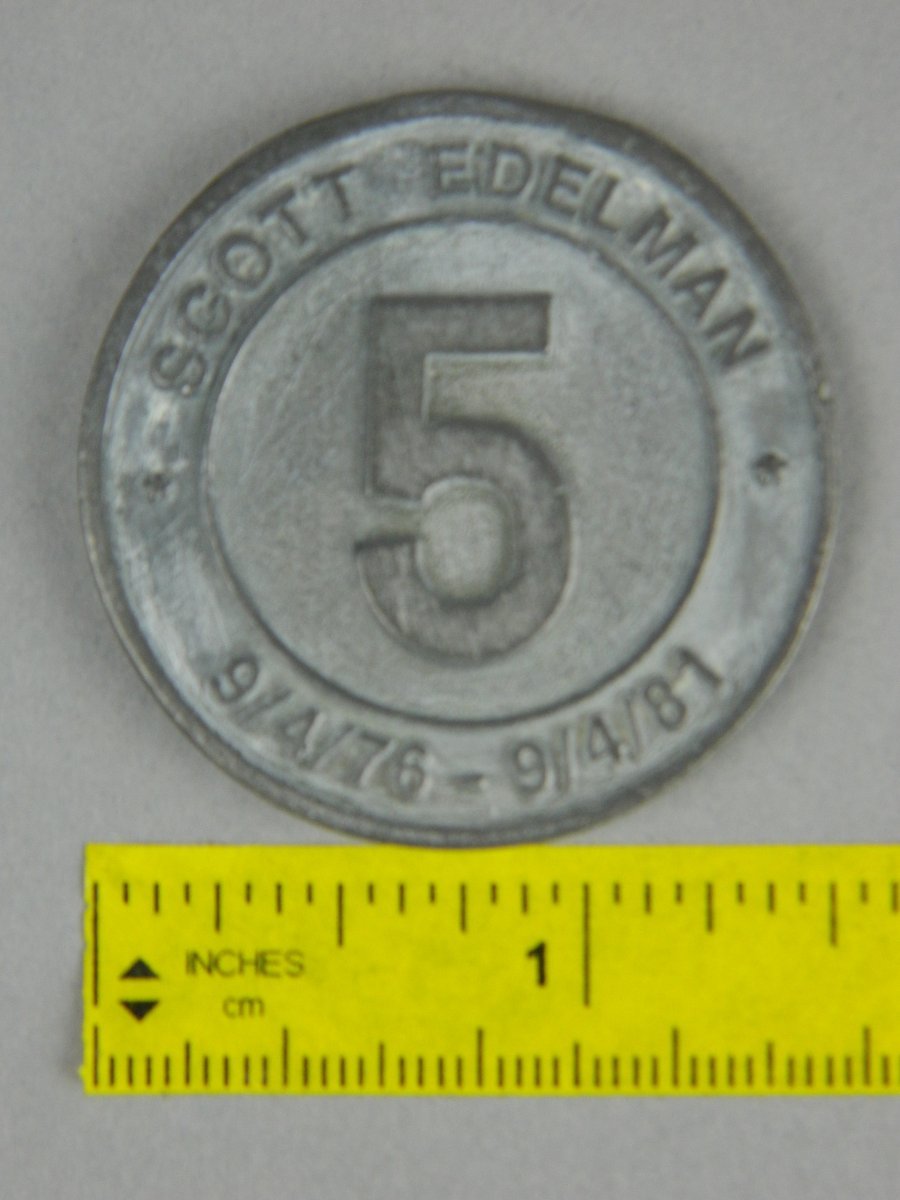 SCOTT EDELMAN
5
9/4/76 - 9/4/81
1
INCHES
cm